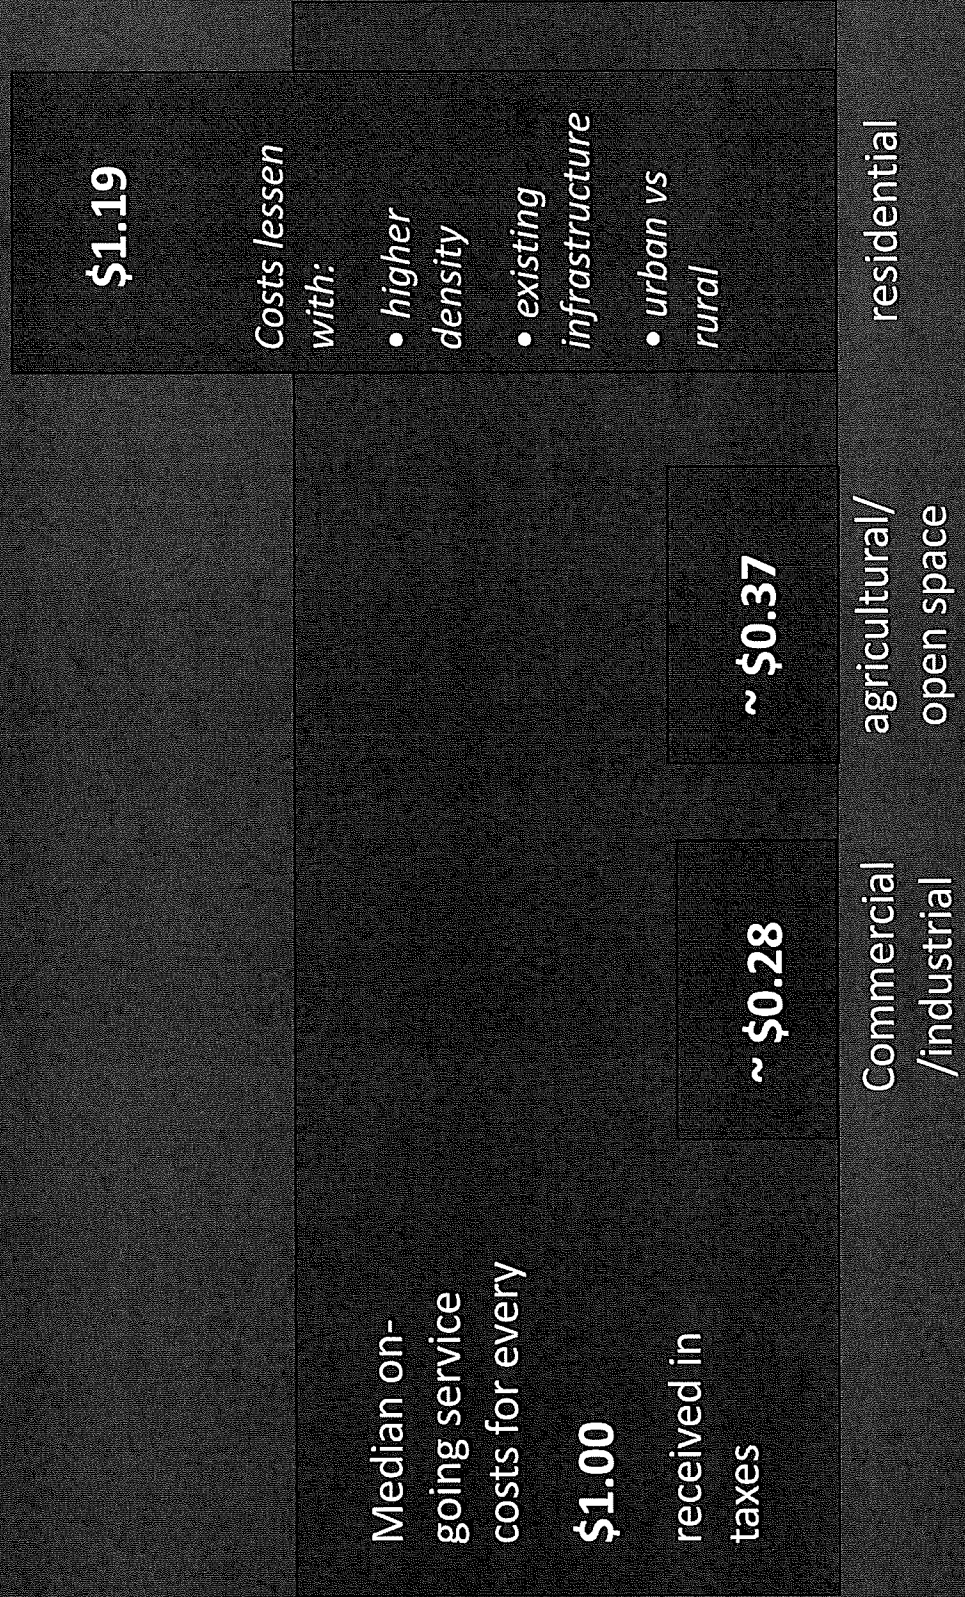 Median on-
going service
costs for every
$1.00
received in
taxes
~ $0.28
Commercial
/industrial
~ $0.37
agricultural/
open space
$1.19
Costs lessen
with:
• higher
density
• existing
infrastructure
• urban vs
rural
residential